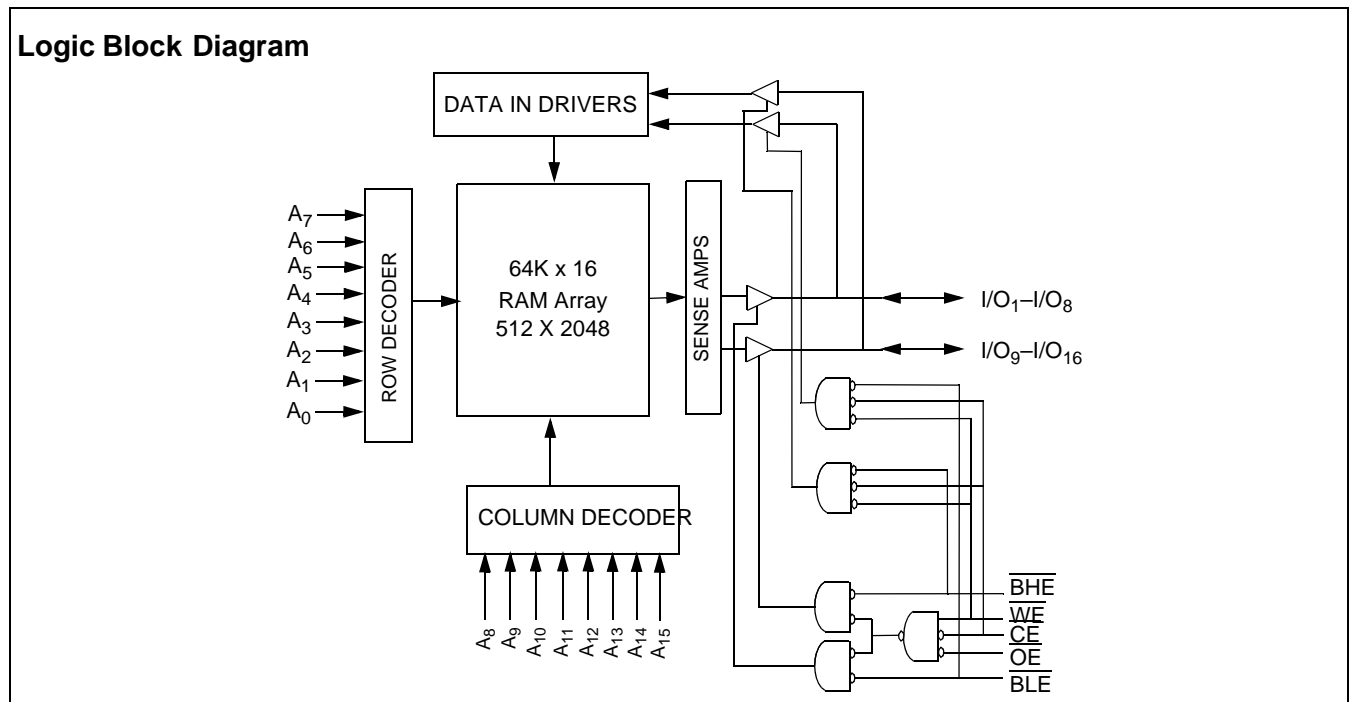 Logic Block Diagram
DATA IN DRIVERS
A7
A6
A5
A4
A3
A2
A1
A0
ROW DECODER
64K x 16
RAM Array
512 X 2048
SENSE AMPS
I/O1–I/O8
I/O9–I/O16
COLUMN DECODER
A8
A9
A10
A11
A12
A13
A14
A15
BHE
WE
CE
OE
BLE